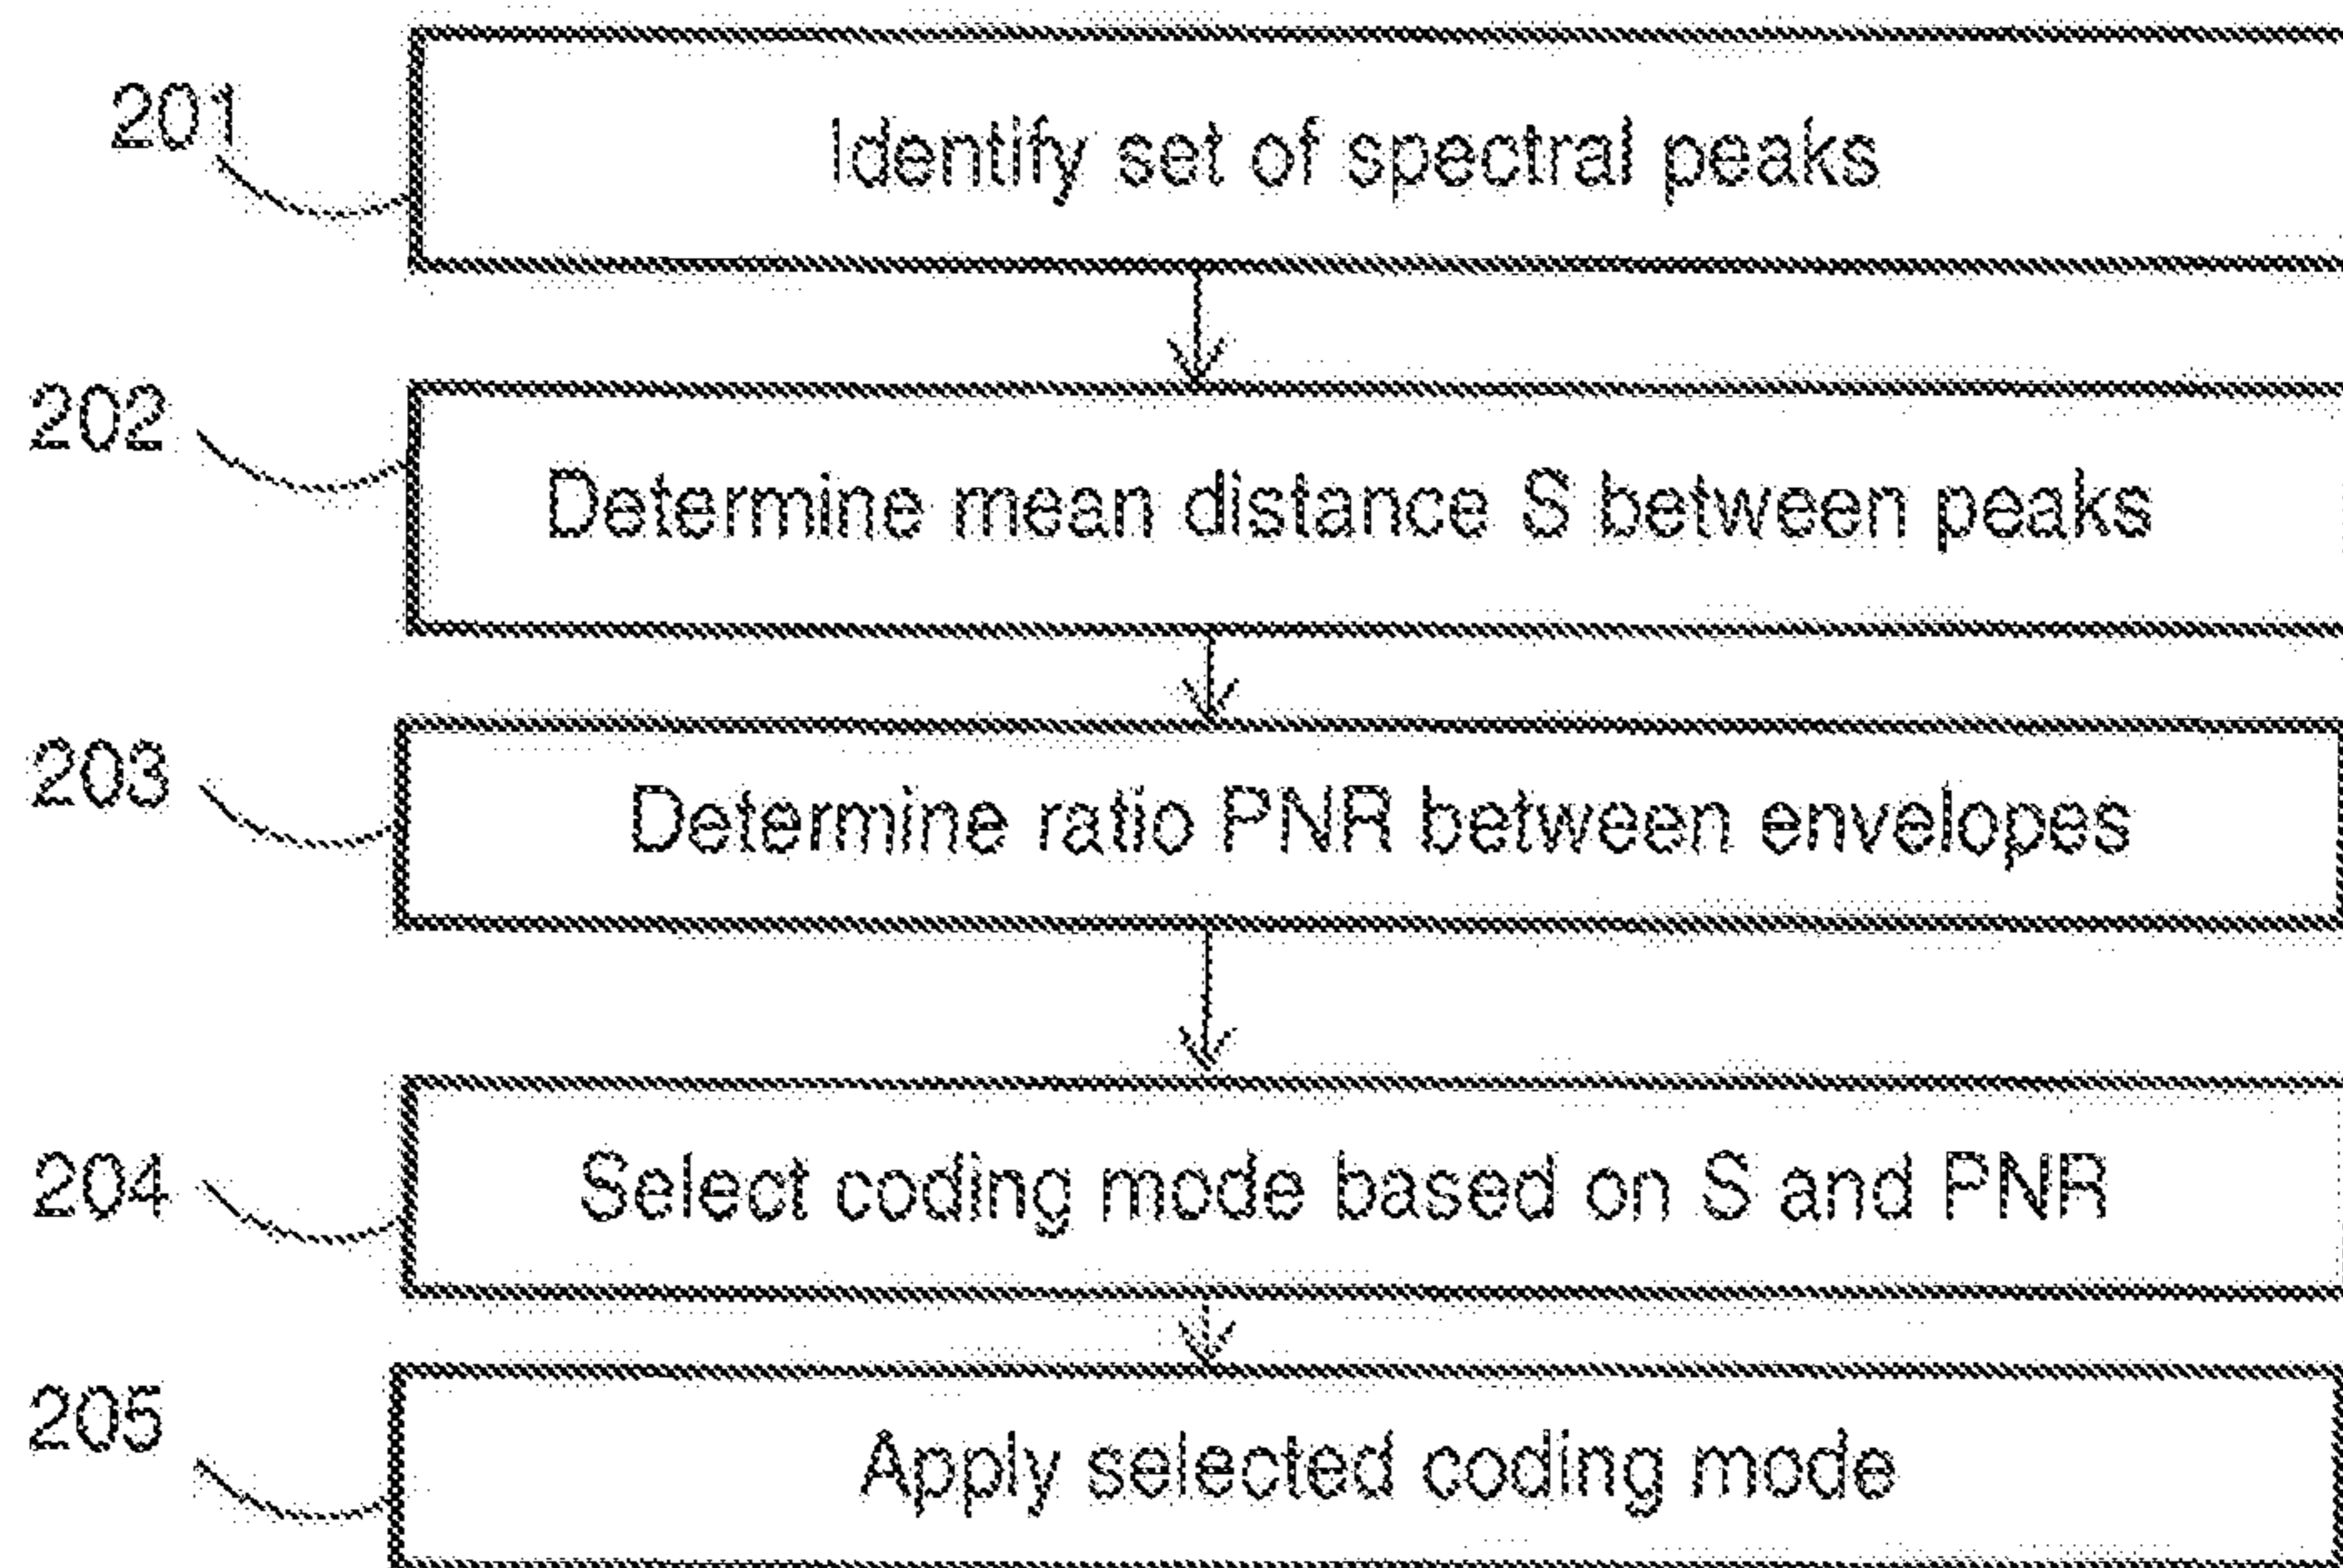 201
Identify set of spectral peaks
202
Determine mean distance S between peaks
203
Determine ratio PNR between envelopes
204
Select coding mode based on S and PNR
205
Apply selected coding mode